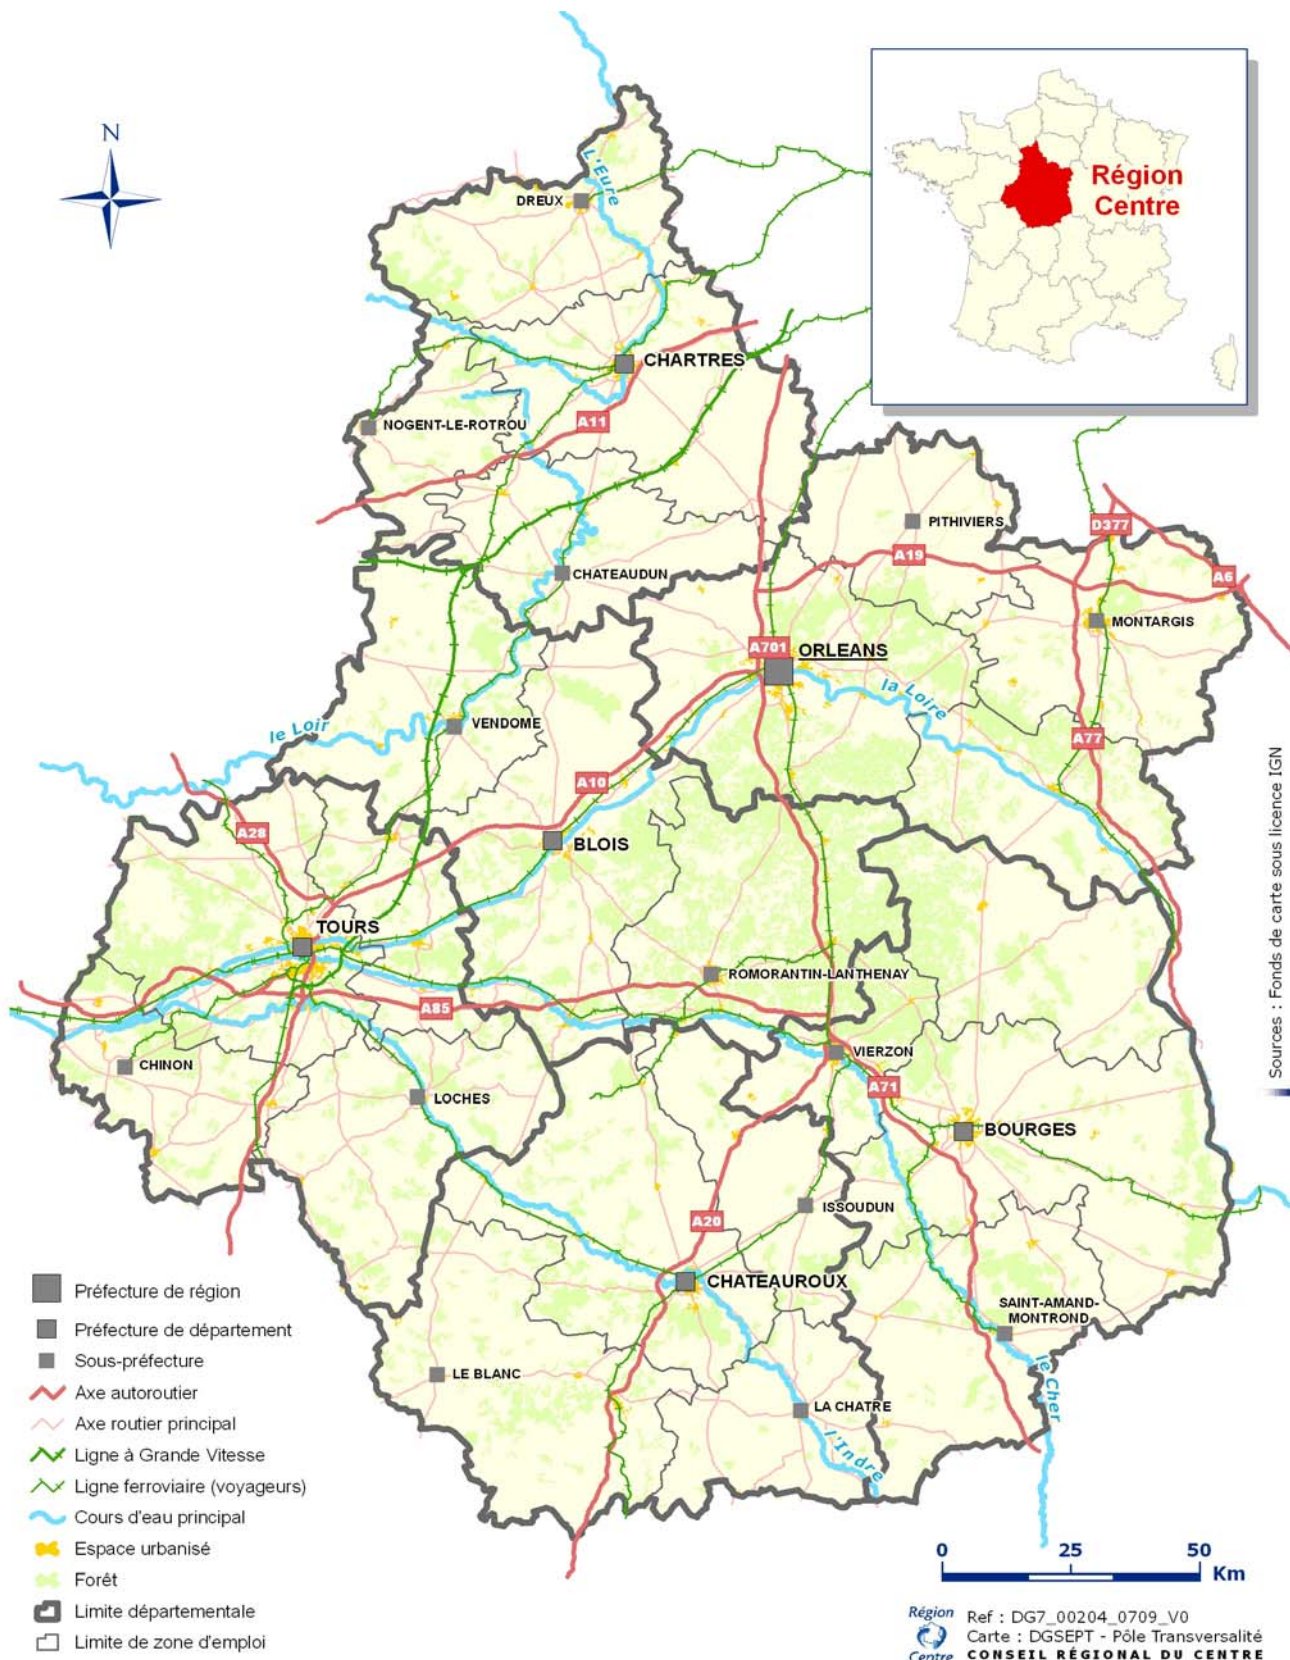 N
Région
Centre
L'Eure
DREUX
CHARTRES
NOGENT-LE-ROTROU
A11
PITHIVIERS
D377
A19
A6
CHATEAUDUN
MONTARGIS
A701
ORLEANS
la Loire
le Loir
VENDOME
A77
A10
A28
BLOIS
TOURS
ROMORANTIN-LANTHENAY
A85
CHINON
VIERZON
LOCHES
A71
BOURGES
ISSOUDUN
A20
CHATEAUROUX
SAINT-AMAND-
MONTROND
LE BLANC
le Cher
LA CHATRE
l'Indre
Sources : Fonds de carte sous licence IGN
Préfecture de région
Préfecture de département
Sous-préfecture
Axe autoroutier
Axe routier principal
Ligne à Grande Vitesse
Ligne ferroviaire (voyageurs)
Cours d'eau principal
Espace urbanisé
Forêt
Limite départementale
Limite de zone d'emploi
0 25 50
Km
Région
Centre
Ref : DG7_00204_0709_V0
Carte : DGSEPT - Pôle Transversalité
CONSEIL RÉGIONAL DU CENTRE